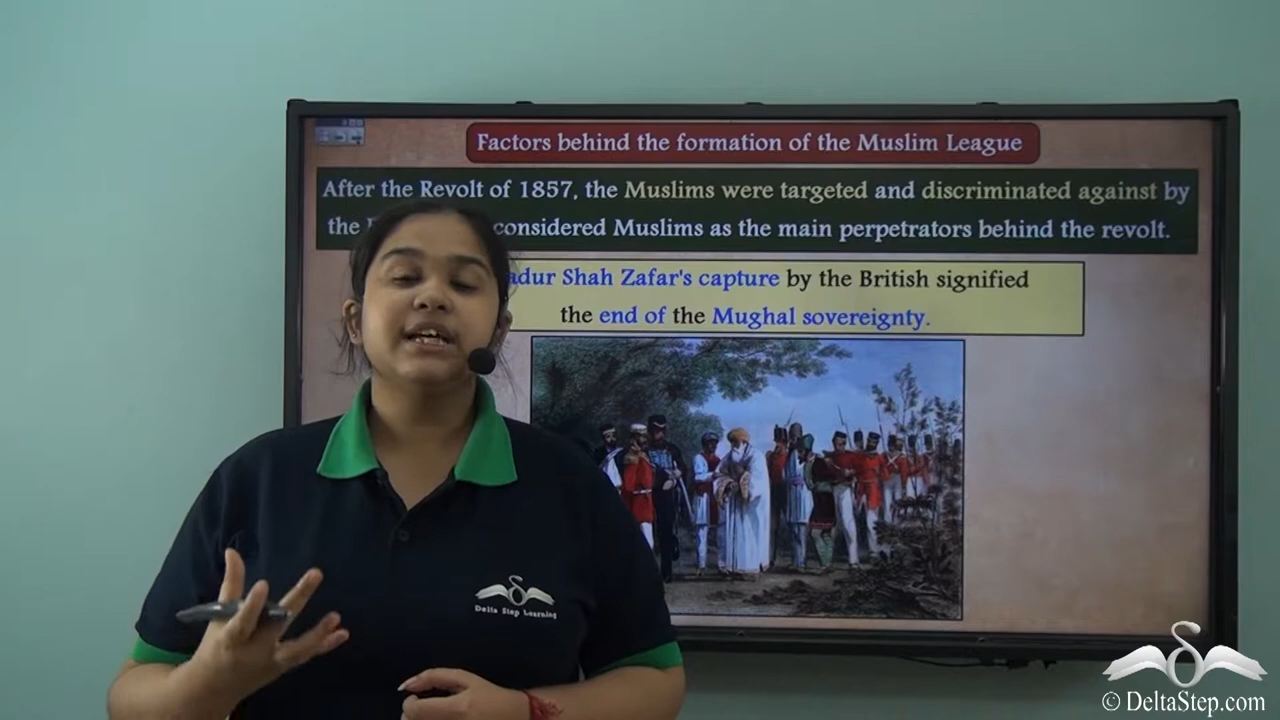 Factors behind the formation of the Muslim League
After the Revolt of 1857, the Muslims were targeted and discriminated against by
the considered Muslims as the main perpetrators behind the revolt.
adur Shah Zafar's capture by the British signified
the end of the Mughal sovereignty.
Delta Step Learning
© DeltaStep.com